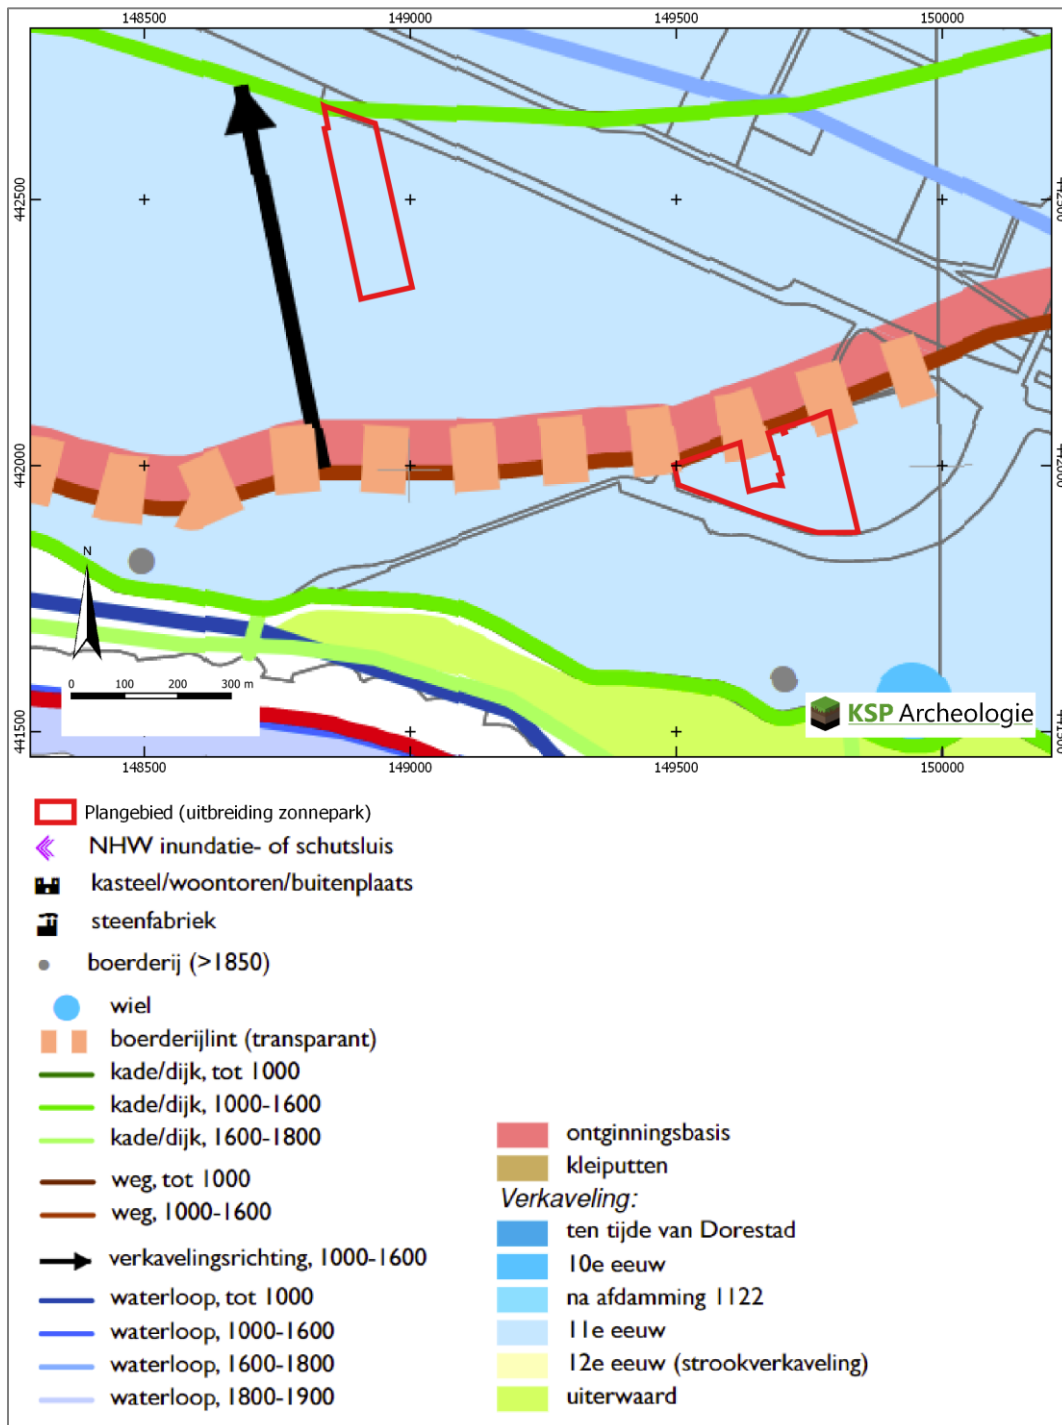 148500 149000 149500 150000
442500 442500
442000 442000
441500 441500
N
0 100 200 300 m
KSP Archeologie
148500 149000 149500 150000
Plangebied (uitbreiding zonnepark)
NHW inundatie- of schutsluis
kasteel/woontoren/buitenplaats
steenfabriek
boerderij (>1850)
wiel
boerderijlint (transparant)
kade/dijk, tot 1000
kade/dijk, 1000-1600
kade/dijk, 1600-1800
weg, tot 1000
weg, 1000-1600
verkavelingsrichting, 1000-1600
waterloop, tot 1000
waterloop, 1000-1600
waterloop, 1600-1800
waterloop, 1800-1900
ontginningsbasis
kleiputten
Verkaveling:
ten tijde van Dorestad
10e eeuw
na afdamming 1122
11e eeuw
12e eeuw (strookverkaveling)
uiterwaard